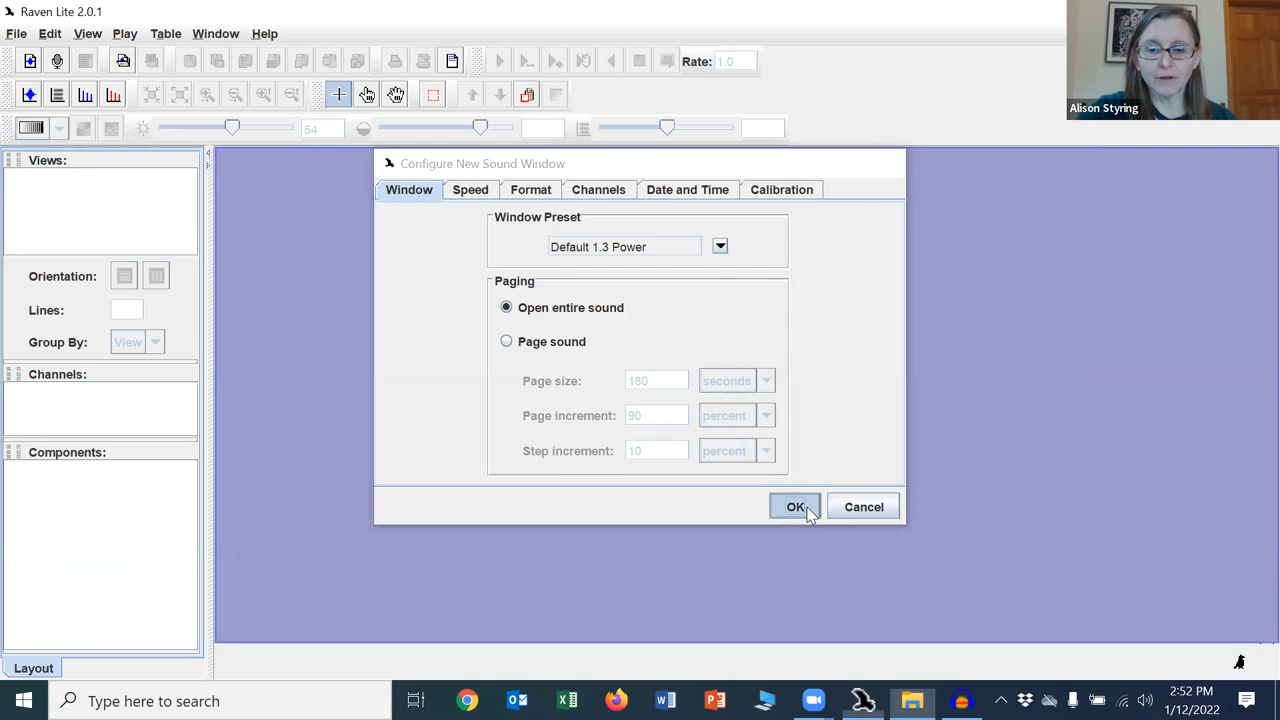 Raven Lite 2.0.1
File Edit View Play Table Window Help
Rate: 1.0
54
Alison Styring
Views:
Orientation:
Lines:
Group By: View
Channels:
Components:
Layout
Configure New Sound Window
Window Speed Format Channels Date and Time Calibration
Window Preset
Default 1.3 Power
Paging
Open entire sound
Page sound
Page size: 180 seconds
Page increment: 90 percent
Step increment: 10 percent
OK Cancel
Type here to search
2:52 PM
1/12/2022